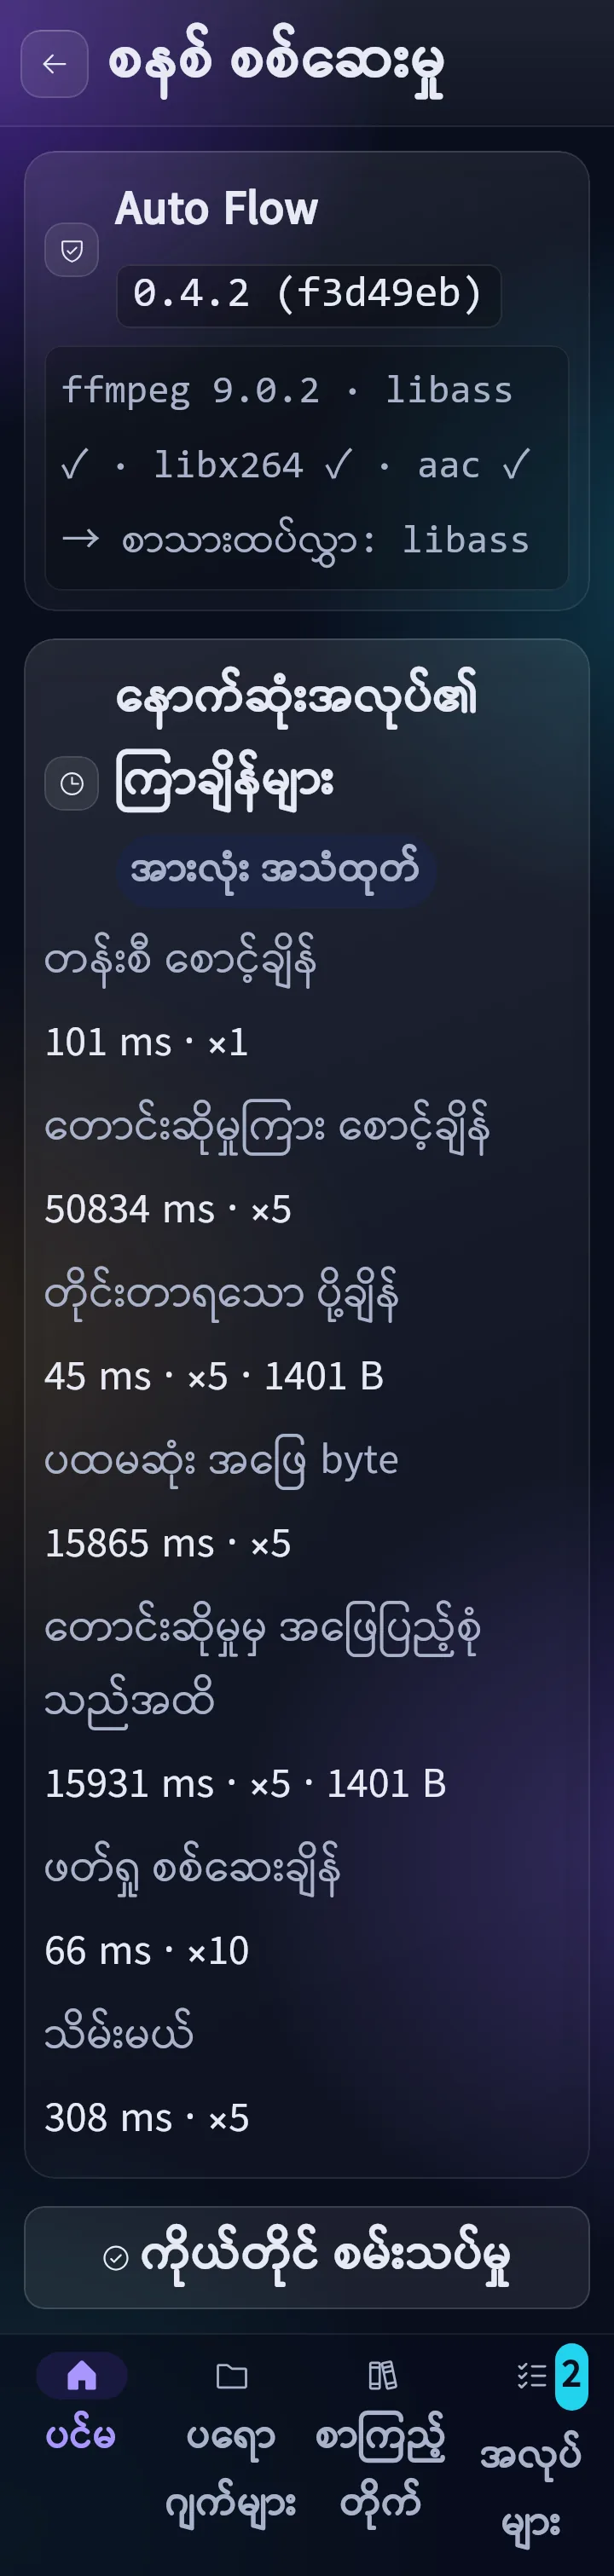 စနစ် စစ်ဆေးမှု
Auto Flow
0.4.2 (f3d49eb)
ffmpeg 9.0.2 · libass
✓ · libx264 ✓ · aac ✓
→ စာသားထပ်လွှာ: libass
နောက်ဆုံးအလုပ်၏
ကြာချိန်များ
အားလုံး အသံထုတ်
တန်းစီ စောင့်ချိန်
101 ms · ×1
တောင်းဆိုမှုကြား စောင့်ချိန်
50834 ms · ×5
တိုင်းတာရသော ပို့ချိန်
45 ms · ×5 · 1401 B
ပထမဆုံး အဖြေ byte
15865 ms · ×5
တောင်းဆိုမှုမှ အဖြေပြည့်စုံ
သည်အထိ
15931 ms · ×5 · 1401 B
ဖတ်ရှု စစ်ဆေးချိန်
66 ms · ×10
သိမ်းမယ်
308 ms · ×5
ကိုယ်တိုင် စမ်းသပ်မှု
2
ပင်မ
ပရော
ဂျက်များ
စာကြည့်
တိုက်
အလုပ်
များ